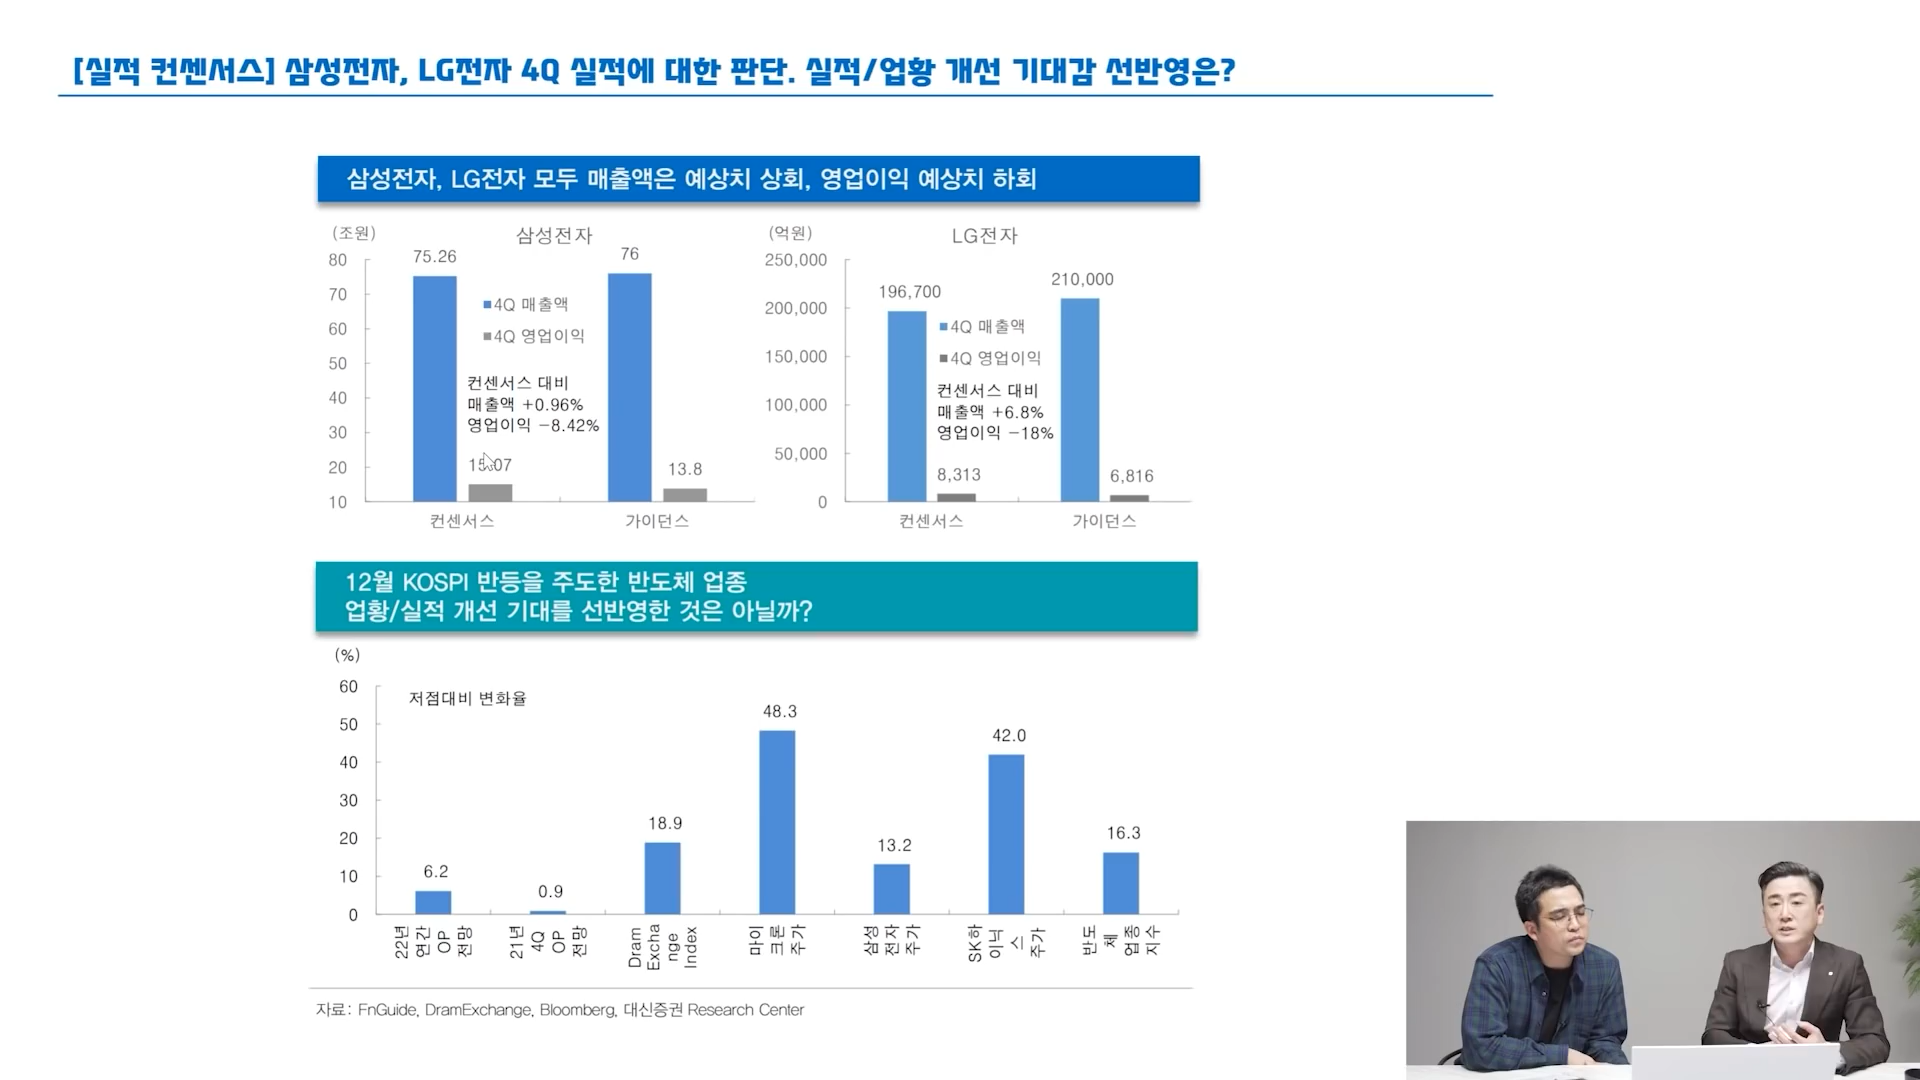 [실적 컨센서스] 삼성전자, LG전자 4Q 실적에 대한 판단. 실적/업황 개선 기대감 선반영은?
삼성전자, LG전자 모두 매출액은 예상치 상회, 영업이익 예상치 하회
(조원)
삼성전자
80
70
60
50
40
30
20
10
75.26
76
4Q 매출액
4Q 영업이익
컨센서스 대비
매출액 +0.96%
영업이익 -8.42%
13.8
컨센서스
가이던스
(억원)
LG전자
250,000
200,000
150,000
100,000
50,000
0
196,700
210,000
4Q 매출액
4Q 영업이익
컨센서스 대비
매출액 +6.8%
영업이익 -18%
8,313
6,816
컨센서스
가이던스
12월 KOSPI 반등을 주도한 반도체 업종
업황/실적 개선 기대를 선반영한 것은 아닐까?
(%)
60
50
40
30
20
10
0
저점대비 변화율
6.2
0.9
18.9
48.3
13.2
42.0
16.3
22년
연간
OP
전망
21년
4Q
OP
전망
Dram
Excha
nge
Index
마이
크론
주가
삼성
전자
주가
SK하
이닉
스
주가
반도
체
업종
지수
자료: FnGuide, DramExchange, Bloomberg, 대신증권 Research Center